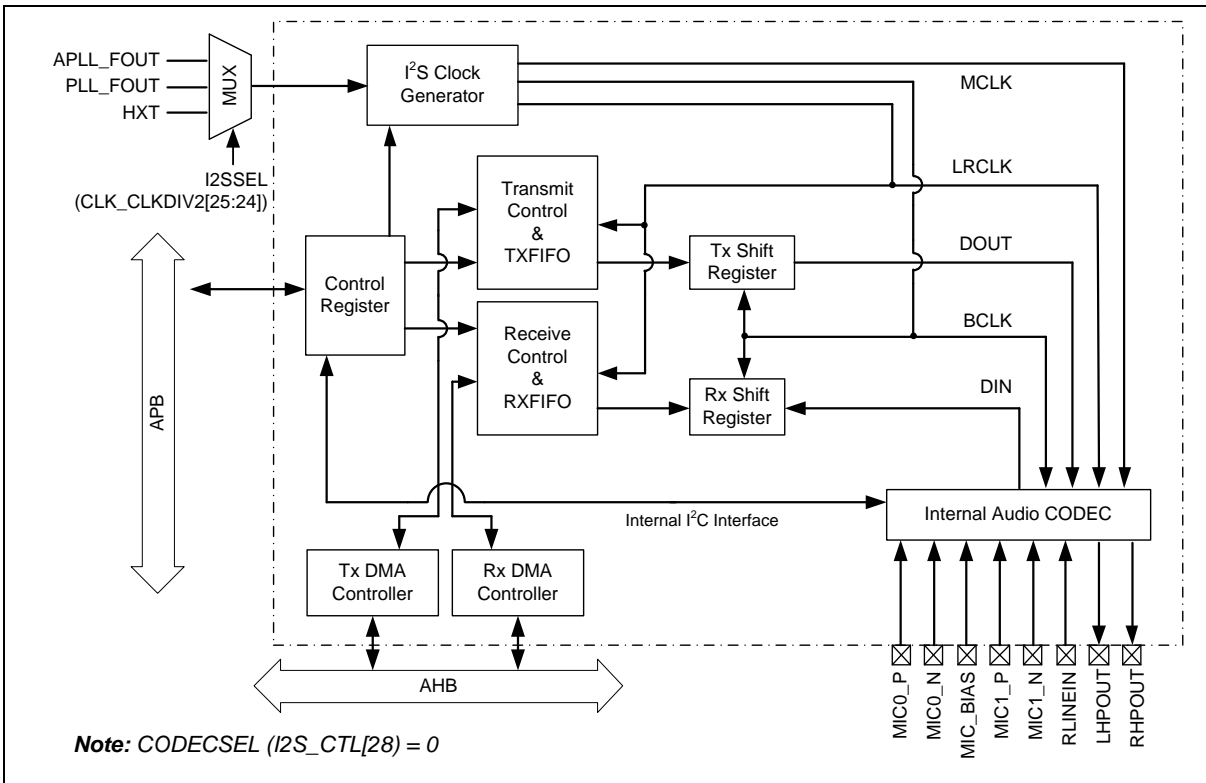 APLL_FOUT
PLL_FOUT
HXT
MUX
I2SSEL
(CLK_CLKDIV2[25:24])
I²S Clock
Generator
MCLK
LRCLK
Transmit
Control
&
TXFIFO
Tx Shift
Register
DOUT
Control
Register
BCLK
Receive
Control
&
RXFIFO
Rx Shift
Register
DIN
APB
Internal I²C Interface
Internal Audio CODEC
Tx DMA
Controller
Rx DMA
Controller
AHB
MIC0_P
MIC0_N
MIC_BIAS
MIC1_P
MIC1_N
RLINEIN
LHPOUT
RHPOUT
Note: CODECSEL (I2S_CTL[28) = 0